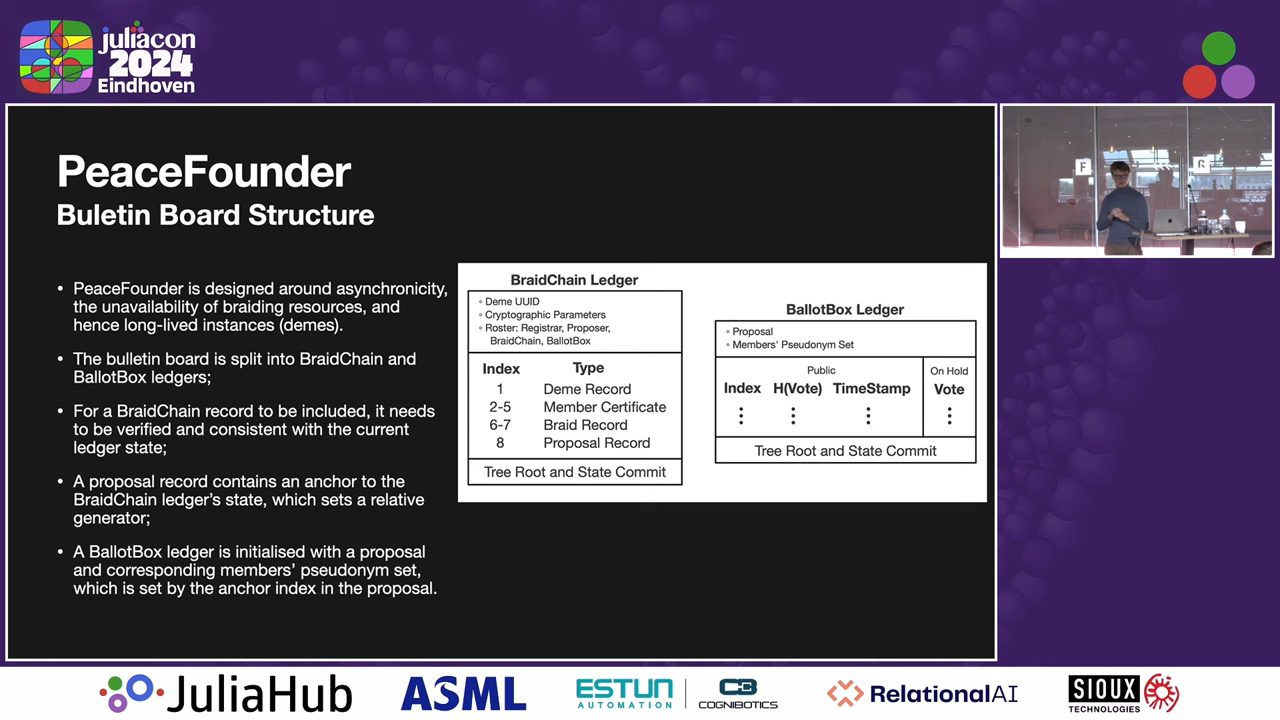 juliacon
2024
Eindhoven
PeaceFounder
Buletin Board Structure
• PeaceFounder is designed around asynchronicity,
the unavailability of braiding resources, and
hence long-lived instances (demes).
• The bulletin board is split into BraidChain and
BallotBox ledgers;
• For a BraidChain record to be included, it needs
to be verified and consistent with the current
ledger state;
• A proposal record contains an anchor to the
BraidChain ledger's state, which sets a relative
generator;
• A BallotBox ledger is initialised with a proposal
and corresponding members' pseudonym set,
which is set by the anchor index in the proposal.
BraidChain Ledger
◦ Deme UUID
◦ Cryptographic Parameters
◦ Roster: Registrar, Proposer,
BraidChain, BallotBox
Index Type
1 Deme Record
2-5 Member Certificate
6-7 Braid Record
8 Proposal Record
Tree Root and State Commit
BallotBox Ledger
◦ Proposal
◦ Members' Pseudonym Set
Public On Hold
Index H(Vote) TimeStamp Vote
⋮ ⋮ ⋮ ⋮
Tree Root and State Commit
F
JuliaHub
ASML
ESTUN
AUTOMATION
C3
COGNIBOTICS
RelationalAI
SIOUX
TECHNOLOGIES